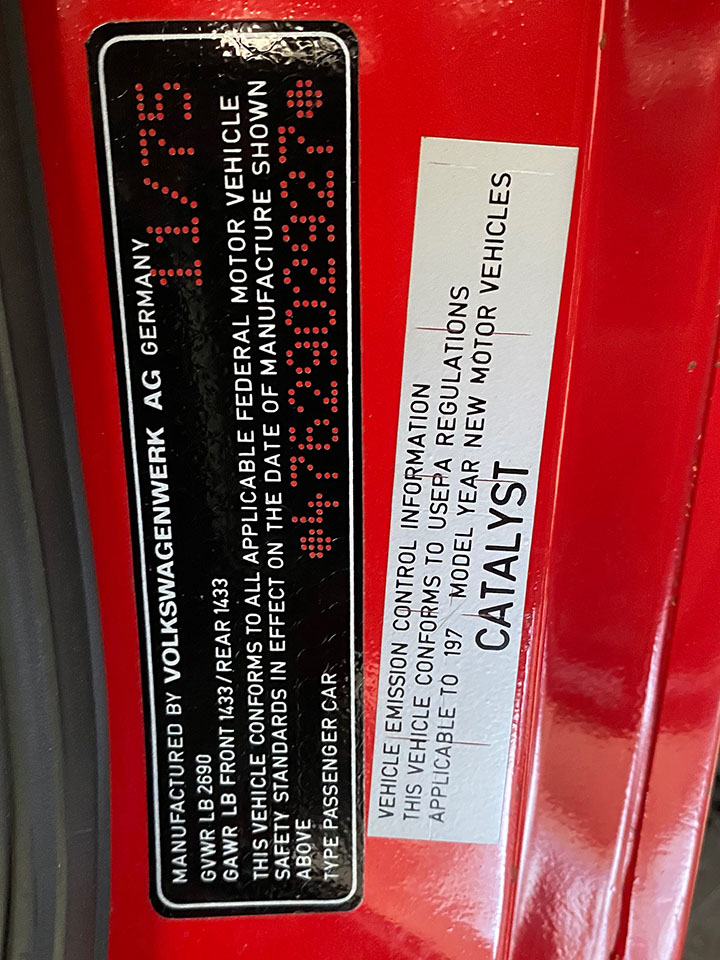 MANUFACTURED BY VOLKSWAGENWERK AG GERMANY
11/75
GVWR LB 2690
GAWR LB FRONT 1433/REAR 1433
THIS VEHICLE CONFORMS TO ALL APPLICABLE FEDERAL MOTOR VEHICLE
SAFETY STANDARDS IN EFFECT ON THE DATE OF MANUFACTURE SHOWN
ABOVE
*4762902927*
TYPE PASSENGER CAR
VEHICLE EMISSION CONTROL INFORMATION
THIS VEHICLE CONFORMS TO USEPA REGULATIONS
APPLICABLE TO 197 MODEL YEAR NEW MOTOR VEHICLES
CATALYST